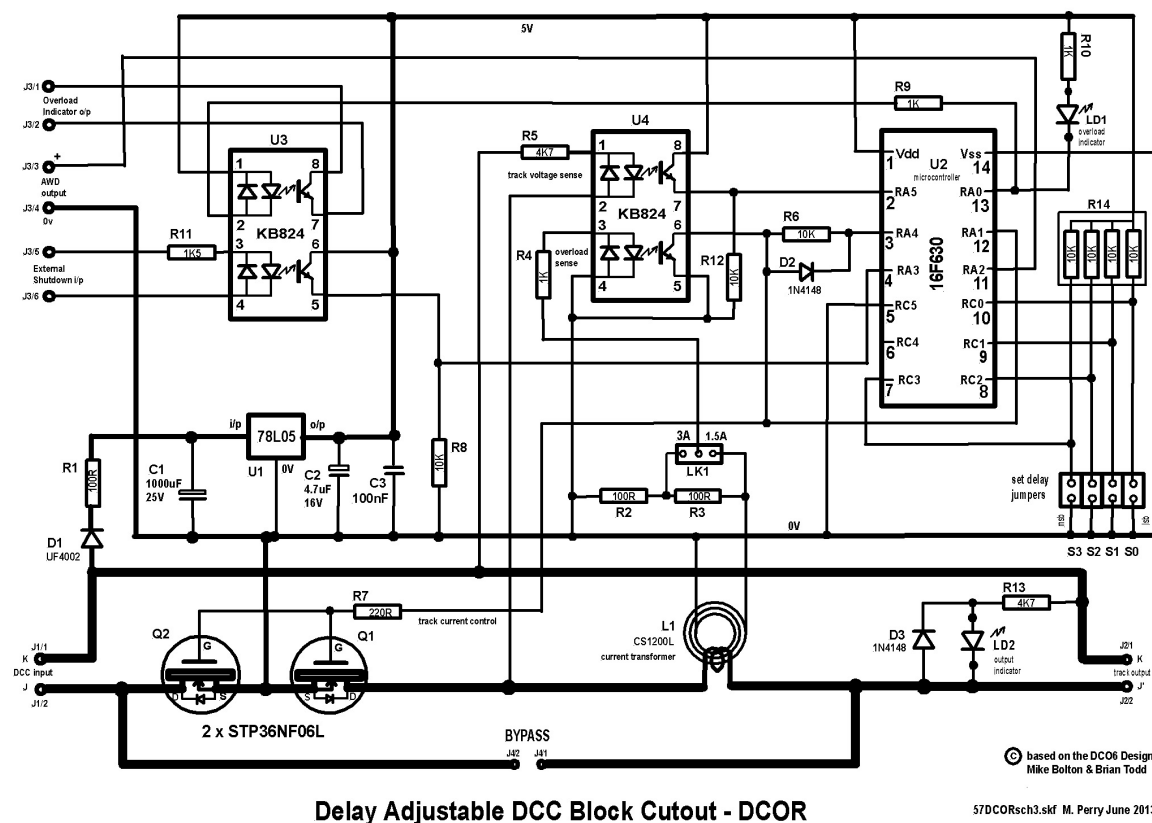 5V
J3/1
Overload
Indicator o/p
J3/2
J3/3
+
AWD
output
J3/4
0v
J3/5
External
Shutdown i/p
J3/6
R11
1K5
U3
1
2
3
4
8
7
6
5
KB824
R5
4K7
track voltage sense
U4
1
2
3
4
8
7
6
5
KB824
R4
1K
overload
sense
R12
10K
R9
1K
R6
10K
D2
1N4148
U2
microcontroller
16F630
Vdd
1
RA5
2
RA4
3
RA3
4
RC5
5
RC4
6
RC3
7
Vss
14
RA0
13
RA1
12
RA2
11
RC0
10
RC1
9
RC2
8
R10
1K
LD1
overload
indicator
R14
10K
10K
10K
10K
i/p
78L05
o/p
U1
0V
R1
100R
C1
1000uF
25V
C2
4.7uF
16V
C3
100nF
R8
10K
D1
UF4002
3A
1.5A
LK1
100R
R2
100R
R3
0V
set delay
jumpers
S3
S2
S1
S0
R7
220R
track current control
Q2
G
D
S
Q1
G
S
D
2 x STP36NF06L
J1/1
K
DCC input
J
J1/2
L1
CS1200L
current transformer
R13
4K7
D3
1N4148
LD2
output
indicator
J2/1
K
track output
J'
J2/2
BYPASS
J4/2
J4/1
© based on the DCO6 Design
Mike Bolton & Brian Todd
Delay Adjustable DCC Block Cutout - DCOR
57DCORsch3.skf M. Perry June 2013